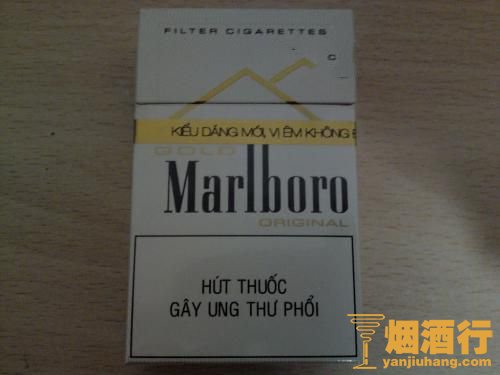 FILTER CIGARETTES
C
KIỂU DÁNG MỚI, VỊ ÊM KHÔNG
GOLD
Marlboro
ORIGINAL
HÚT THUỐC
GÂY UNG THƯ PHỔI
烟酒行
yanjiuhang.com